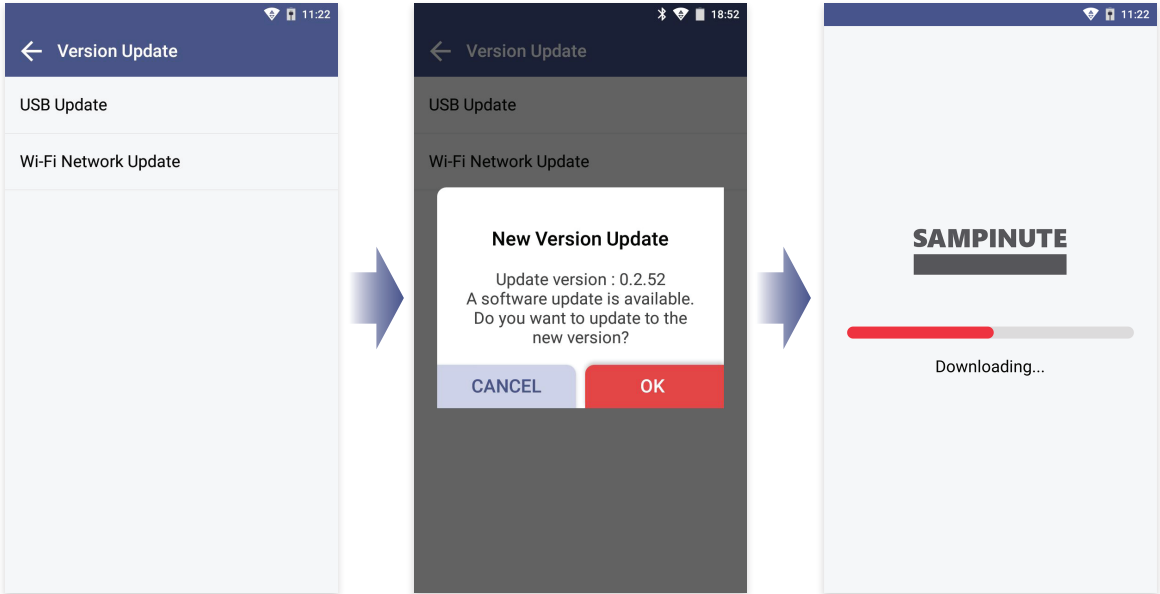 11:22
Version Update
USB Update
Wi-Fi Network Update
18:52
Version Update
USB Update
Wi-Fi Network Update
New Version Update
Update version : 0.2.52
A software update is available.
Do you want to update to the
new version?
CANCEL
OK
11:22
SAMPINUTE
Downloading...